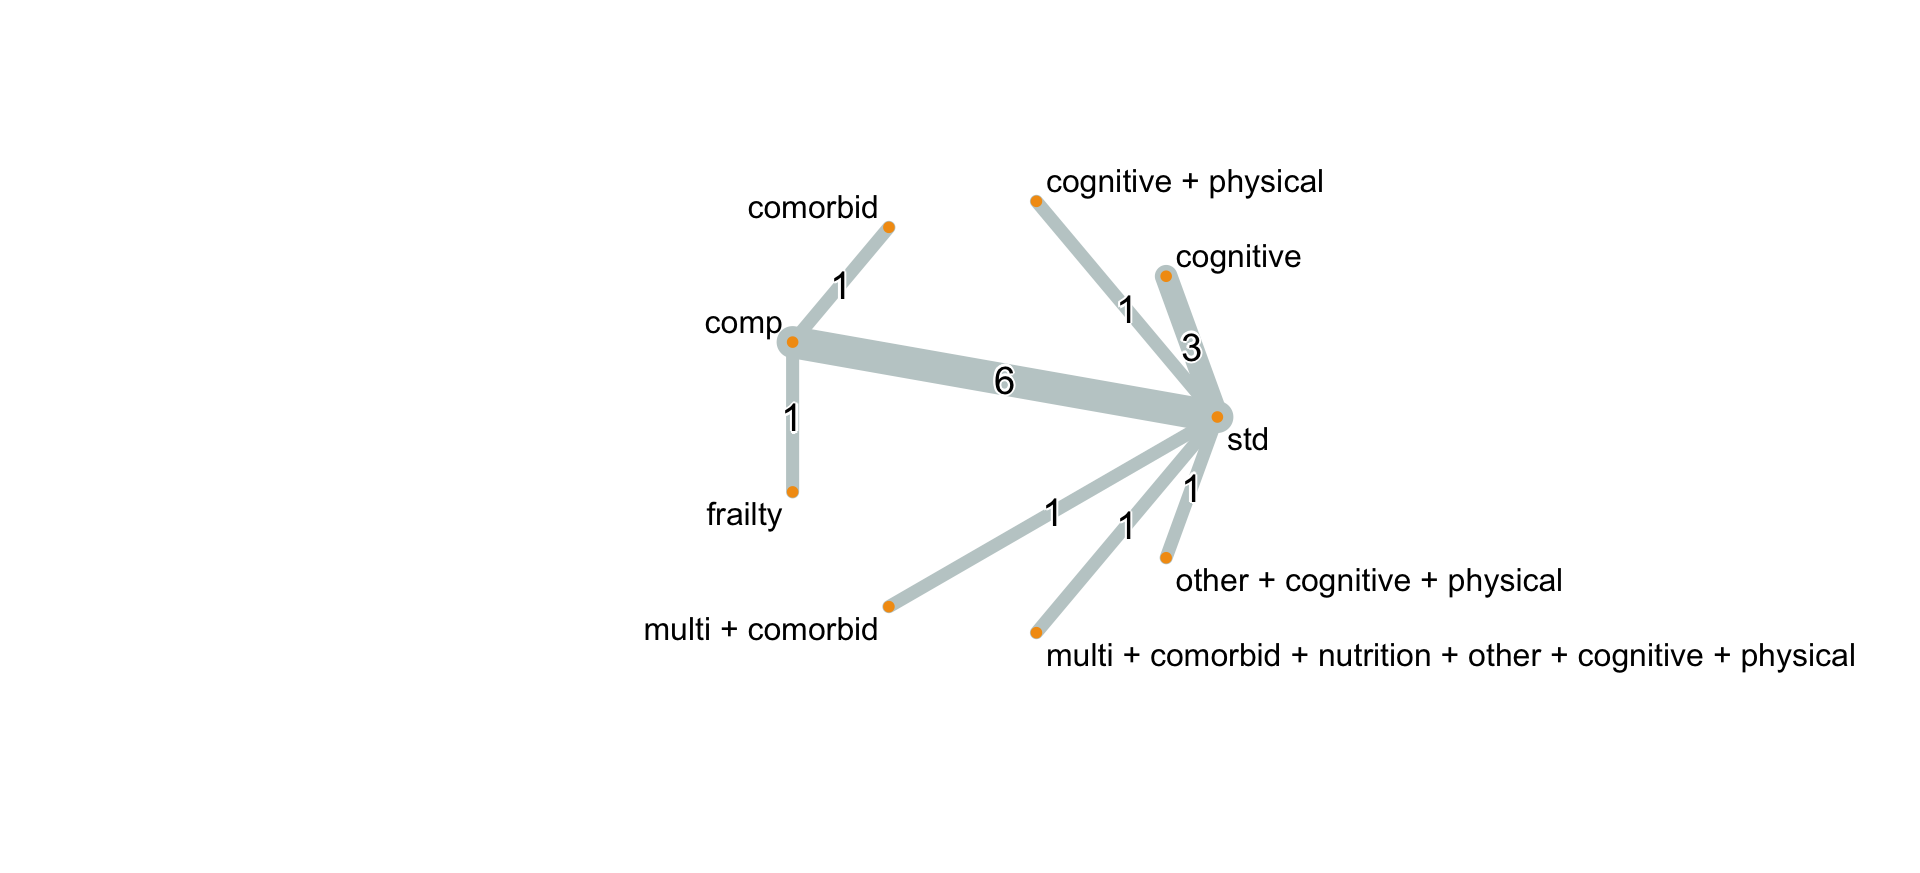 cognitive + physical
comorbid
cognitive
1
1
comp
3
6
1
std
1
1
frailty
1
other + cognitive + physical
multi + comorbid
multi + comorbid + nutrition + other + cognitive + physical